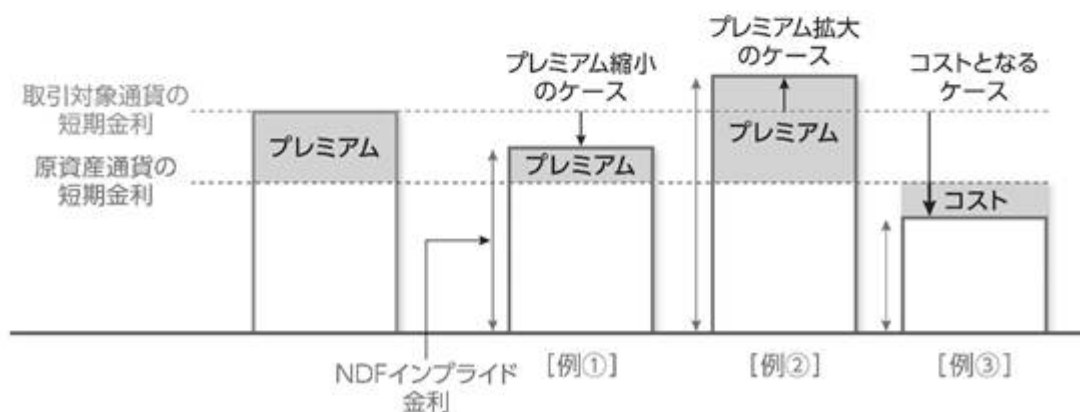 取引対象通貨の
短期金利
原資産通貨の
短期金利
プレミアム
プレミアム縮小
のケース
プレミアム
プレミアム拡大
のケース
プレミアム
コストとなる
ケース
コスト
NDFインプライド
金利
［例①］
［例②］
［例③］